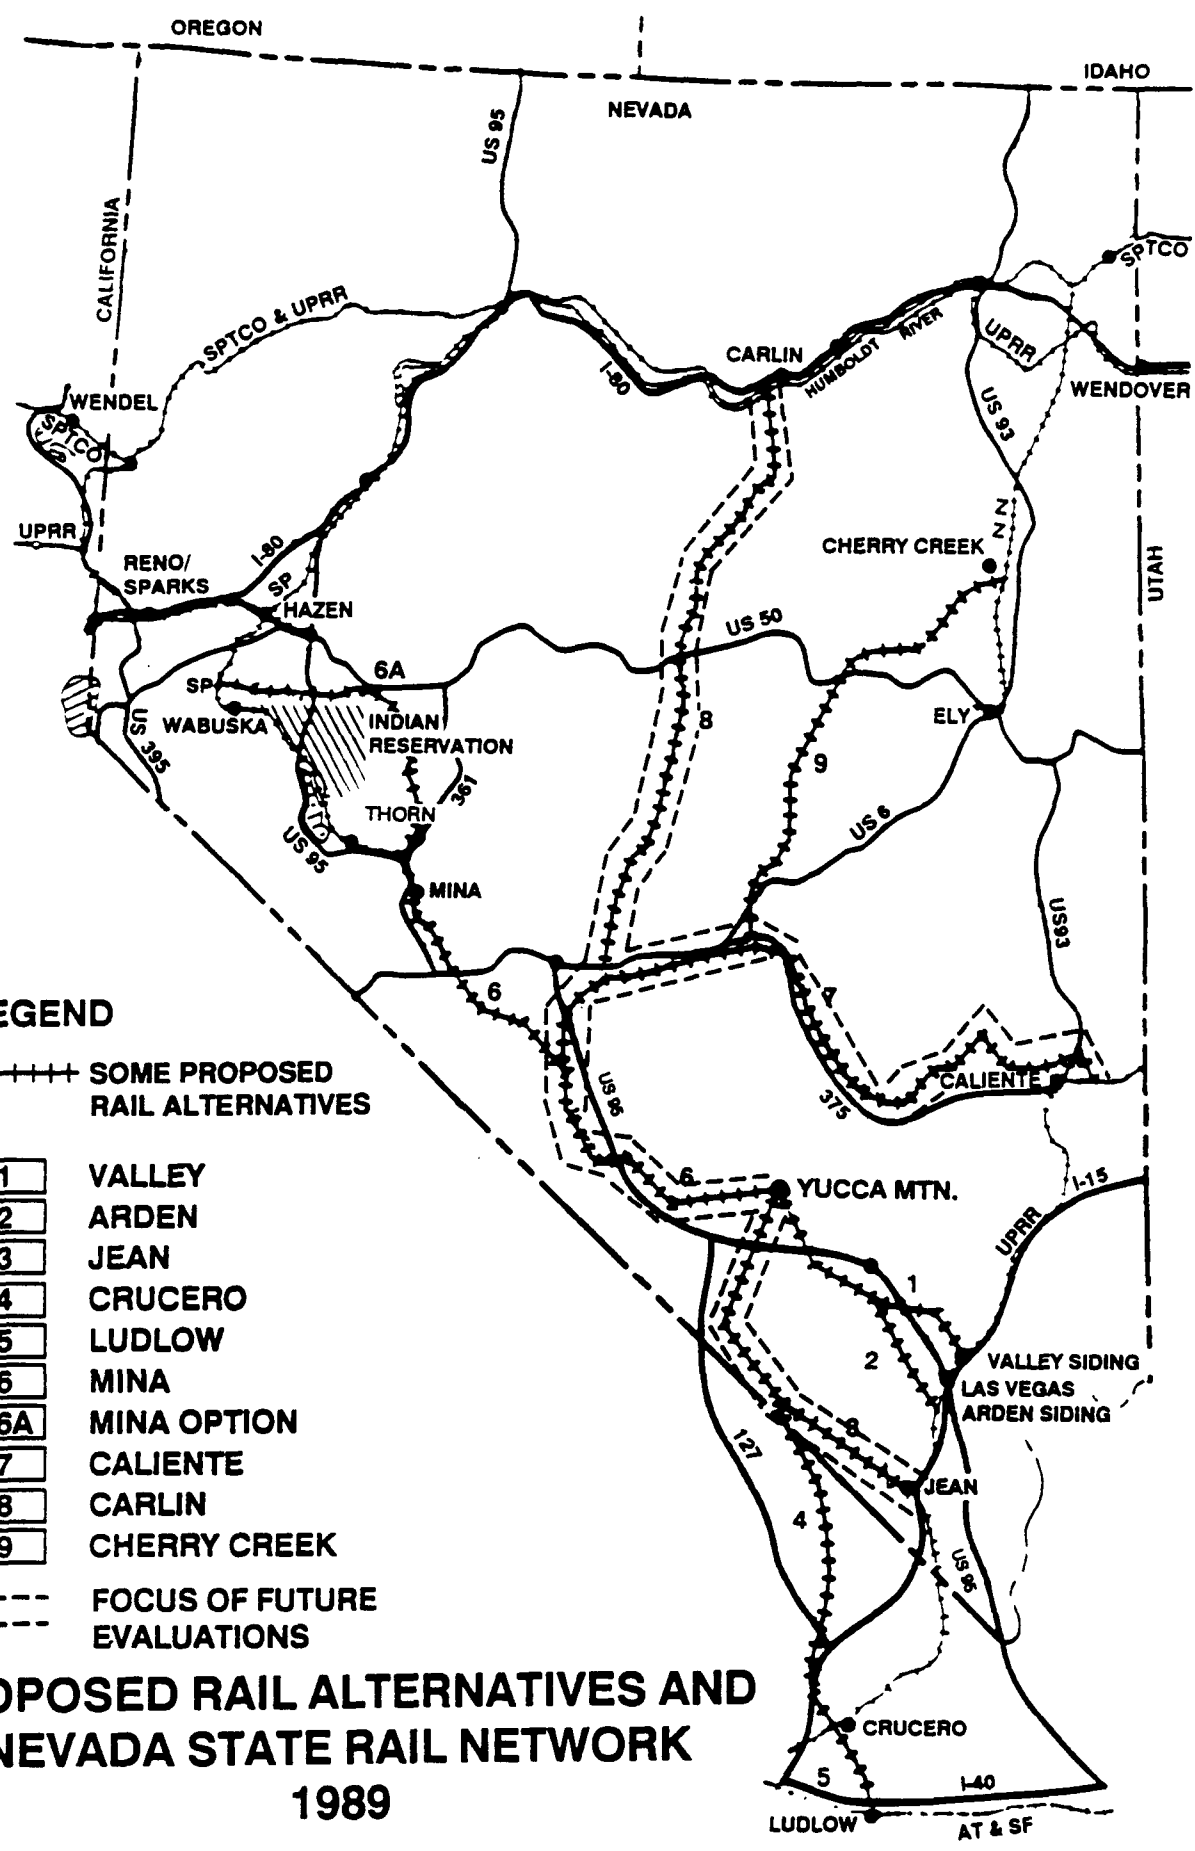 OREGON
IDAHO
NEVADA
US 95
CALIFORNIA
SPTCO
SPTCO & UPRR
CARLIN
HUMBOLDT RIVER
UPRR
I-80
WENDOVER
WENDEL
SPTCO
US 93
UPRR
I-80
RENO/
SPARKS
SP
HAZEN
CHERRY CREEK
N
N
UTAH
US 50
6A
SP
WABUSKA
INDIAN
RESERVATION
8
ELY
US 395
9
361
THORN
US 95
US 6
MINA
US93
6
7
EGEND
SOME PROPOSED
RAIL ALTERNATIVES
CALIENTE
375
US 95
1 VALLEY
2 ARDEN
3 JEAN
4 CRUCERO
5 LUDLOW
6 MINA
6A MINA OPTION
7 CALIENTE
8 CARLIN
9 CHERRY CREEK
FOCUS OF FUTURE
EVALUATIONS
6
YUCCA MTN.
I-15
UPRR
1
2
VALLEY SIDING
LAS VEGAS
ARDEN SIDING
3
127
JEAN
4
US 95
CRUCERO
5
I-40
LUDLOW
AT & SF
OPOSED RAIL ALTERNATIVES AND
NEVADA STATE RAIL NETWORK
1989